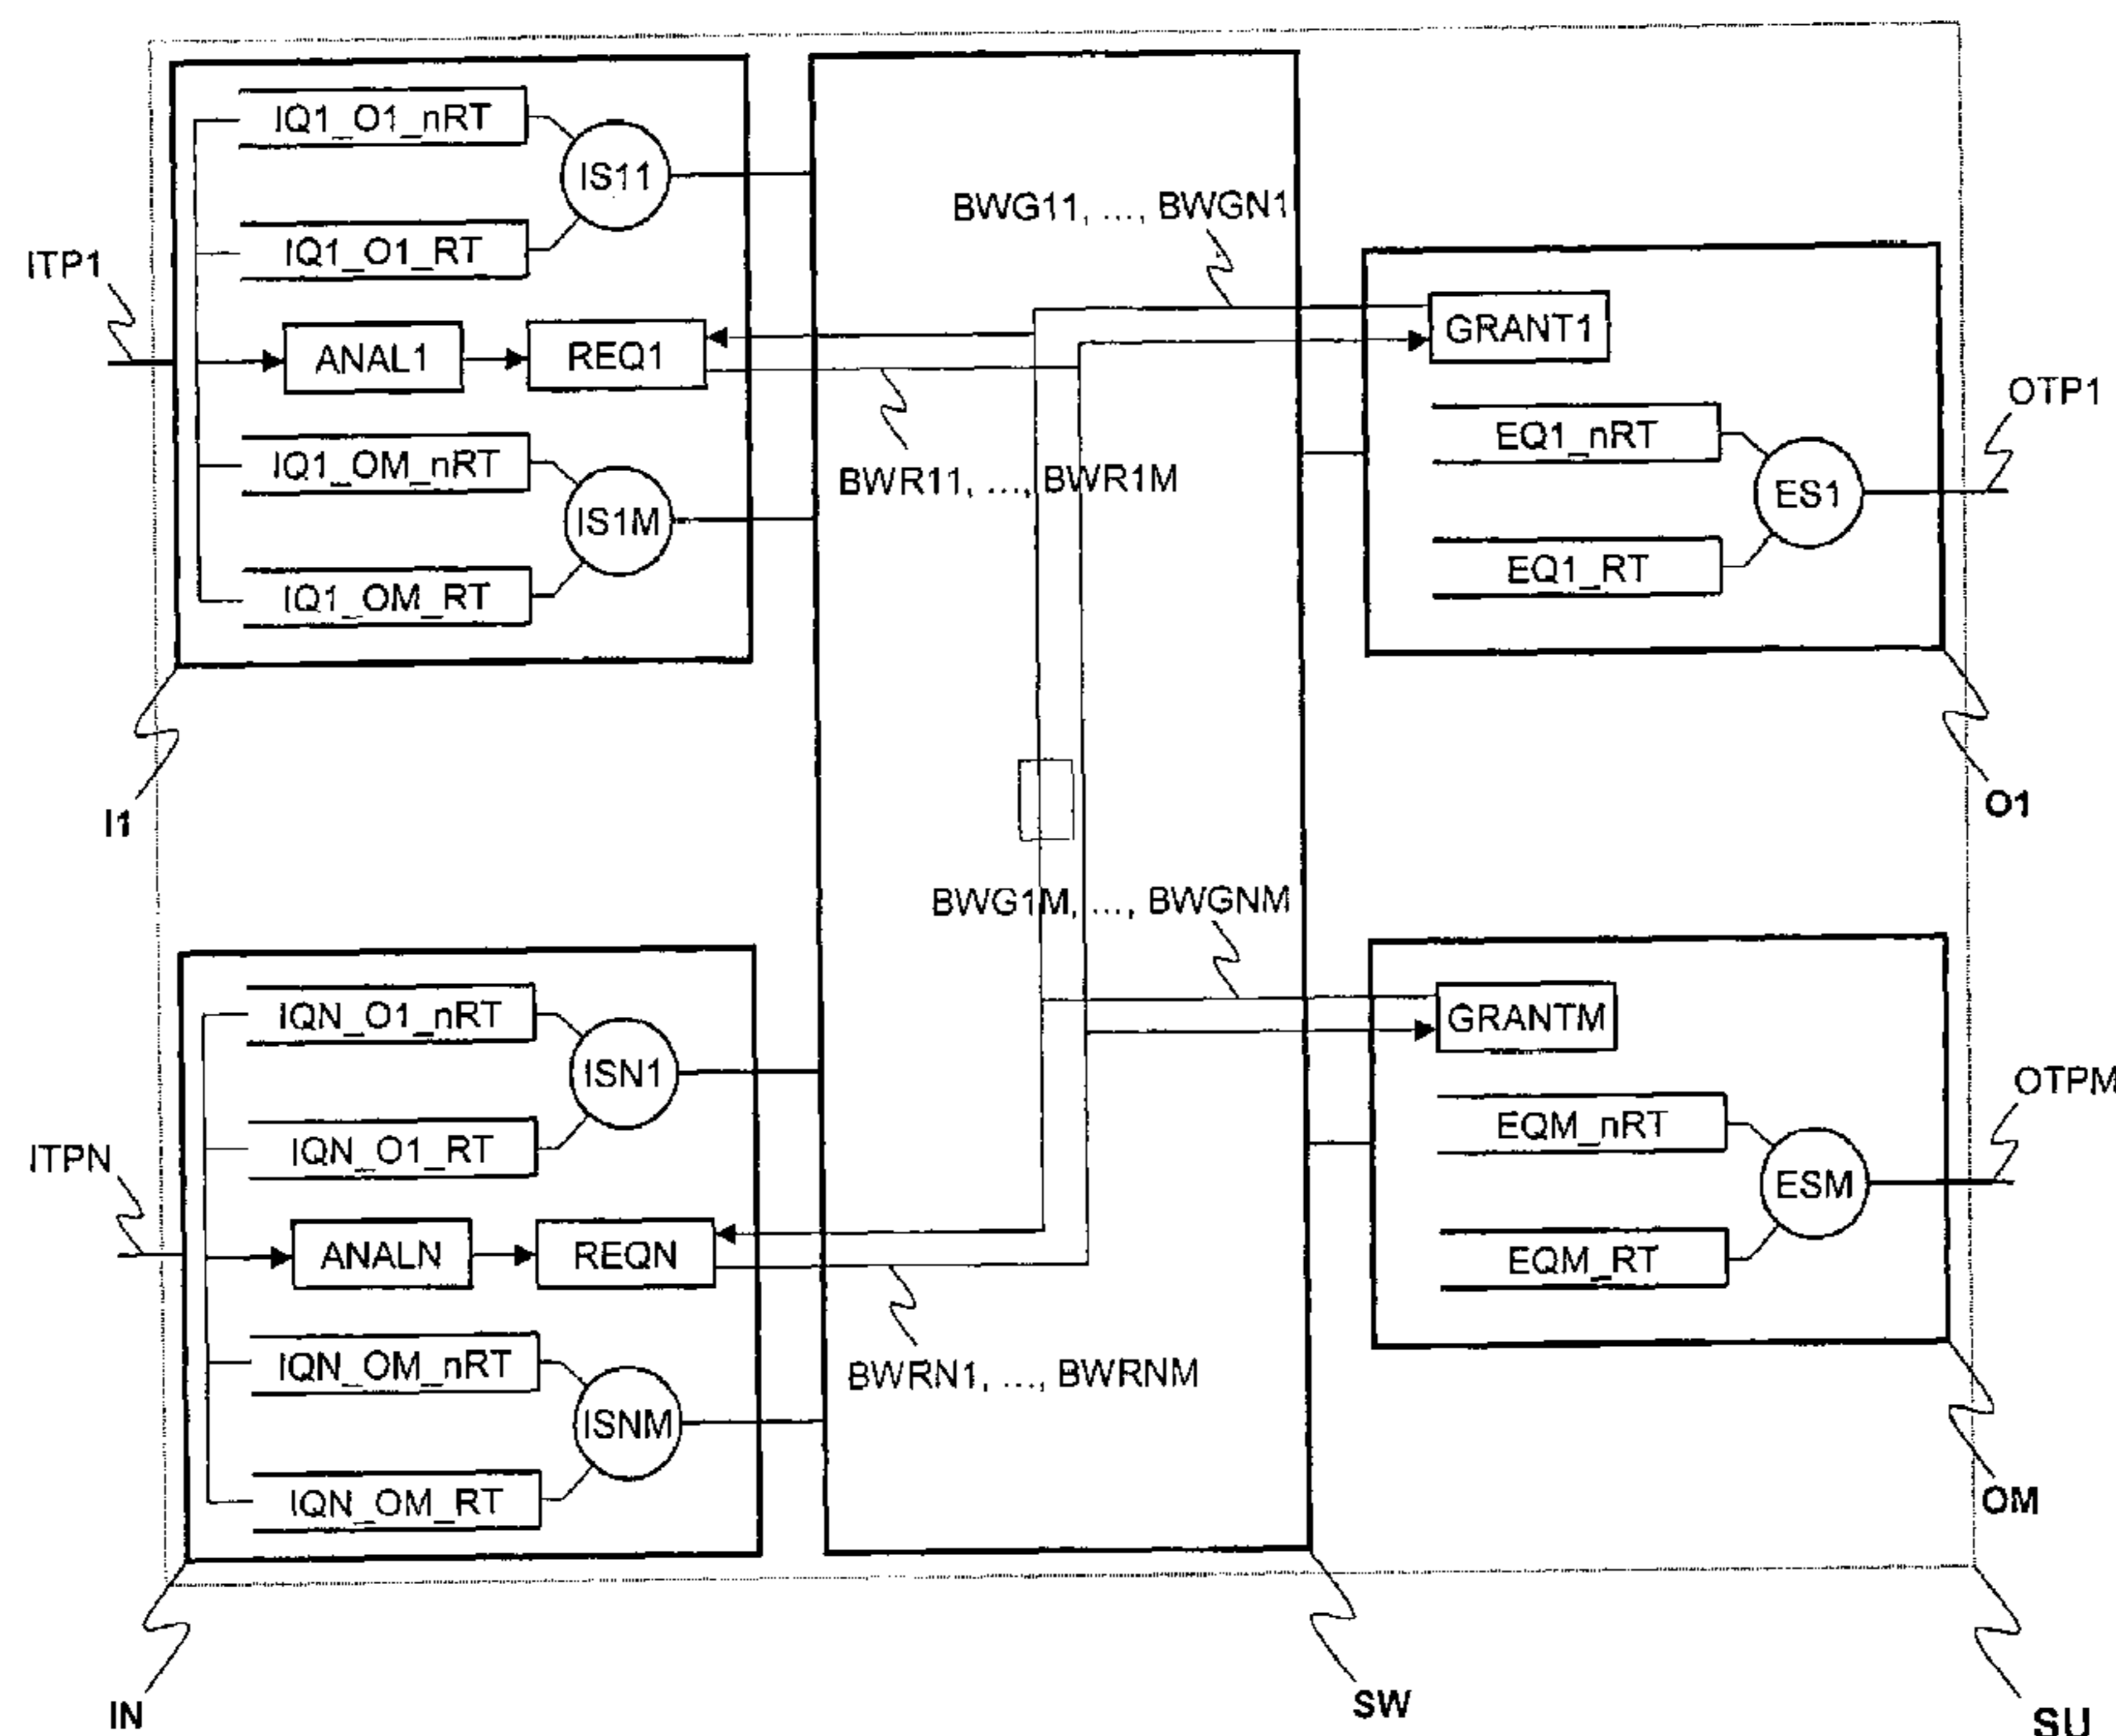 IQ1_O1_nRT
IS11
IQ1_O1_RT
ITP1
ANAL1
REQ1
IQ1_OM_nRT
IS1M
IQ1_OM_RT
I1
BWG11, ..., BWGN1
BWR11, ..., BWR1M
GRANT1
EQ1_nRT
ES1
EQ1_RT
OTP1
O1
BWG1M, ..., BWGNM
IQN_O1_nRT
ISN1
IQN_O1_RT
ITPN
ANALN
REQN
IQN_OM_nRT
ISNM
IQN_OM_RT
IN
BWRN1, ..., BWRNM
GRANTM
EQM_nRT
ESM
EQM_RT
OTPM
OM
SW
SU